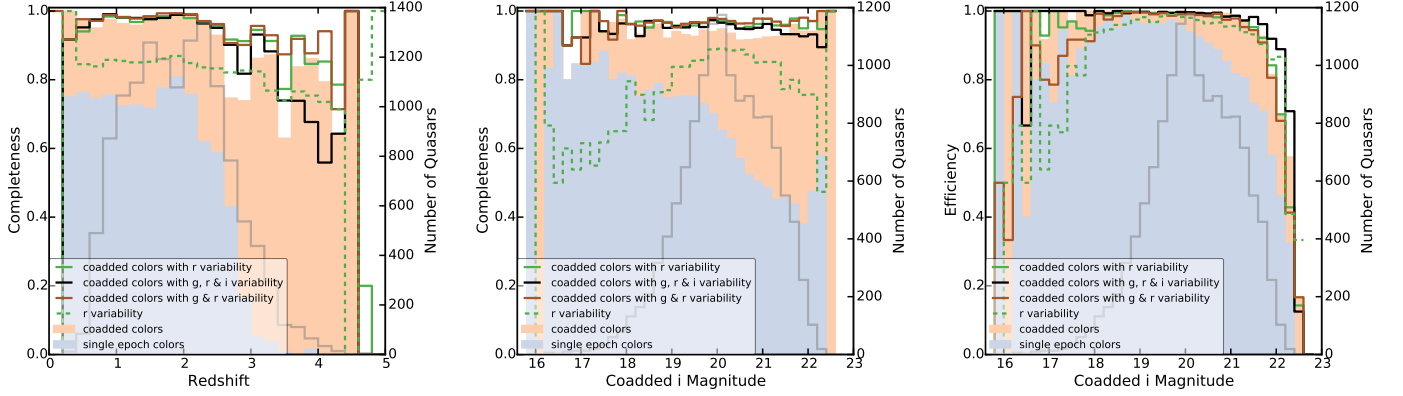 1.0
0.8
0.6
0.4
0.2
0.0
Completeness
0
1
2
3
4
5
Redshift
1400
1200
1000
800
600
400
200
0
Number of Quasars
coadded colors with r variability
coadded colors with g, r & i variability
coadded colors with g & r variability
r variability
coadded colors
single epoch colors
1.0
0.8
0.6
0.4
0.2
0.0
Completeness
16
17
18
19
20
21
22
23
Coadded i Magnitude
1200
1000
800
600
400
200
0
Number of Quasars
coadded colors with r variability
coadded colors with g, r & i variability
coadded colors with g & r variability
r variability
coadded colors
single epoch colors
1.0
0.8
0.6
0.4
0.2
0.0
Efficiency
16
17
18
19
20
21
22
23
Coadded i Magnitude
1200
1000
800
600
400
200
0
Number of Quasars
coadded colors with r variability
coadded colors with g, r & i variability
coadded colors with g & r variability
r variability
coadded colors
single epoch colors